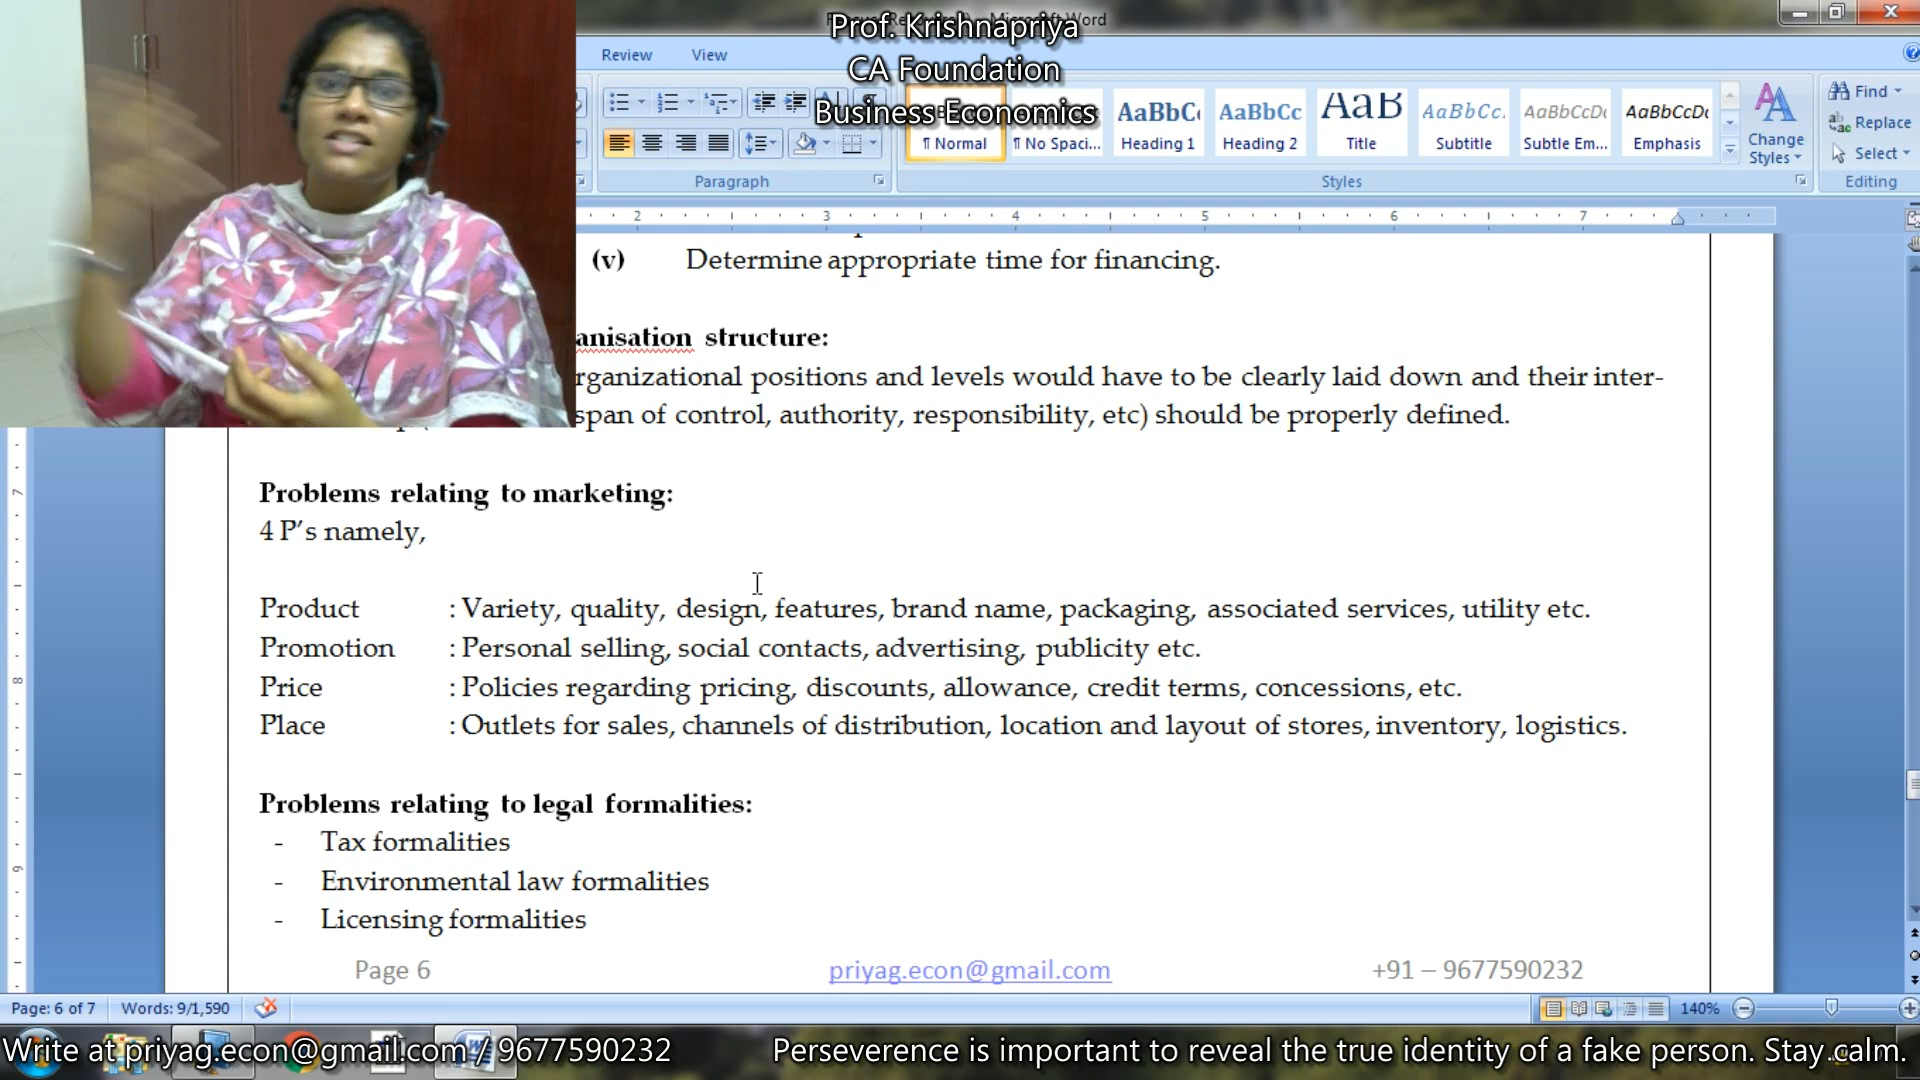 Prof. Krishnapriya
CA Foundation
Business Economics
Review View
Normal
No Spaci...
AaBbC Heading 1
AaBbCc Heading 2
AaB Title
AaBbCc. Subtitle
AaBbCcDc Subtle Em...
AaBbCcDc Emphasis
Change Styles
Find
Replace
Select
Paragraph
Styles
Editing
2 3 4 5 6 7
(v) Determine appropriate time for financing.
anisation structure:
rganizational positions and levels would have to be clearly laid down and their inter-
span of control, authority, responsibility, etc) should be properly defined.
Problems relating to marketing:
4 P's namely,
Product : Variety, quality, design, features, brand name, packaging, associated services, utility etc.
Promotion : Personal selling, social contacts, advertising, publicity etc.
Price : Policies regarding pricing, discounts, allowance, credit terms, concessions, etc.
Place : Outlets for sales, channels of distribution, location and layout of stores, inventory, logistics.
Problems relating to legal formalities:
- Tax formalities
- Environmental law formalities
- Licensing formalities
Page 6 priyag.econ@gmail.com +91 – 9677590232
Page: 6 of 7 Words: 9/1,590 140%
Write at priyag.econ@gmail.com / 9677590232 Perseverence is important to reveal the true identity of a fake person. Stay calm.